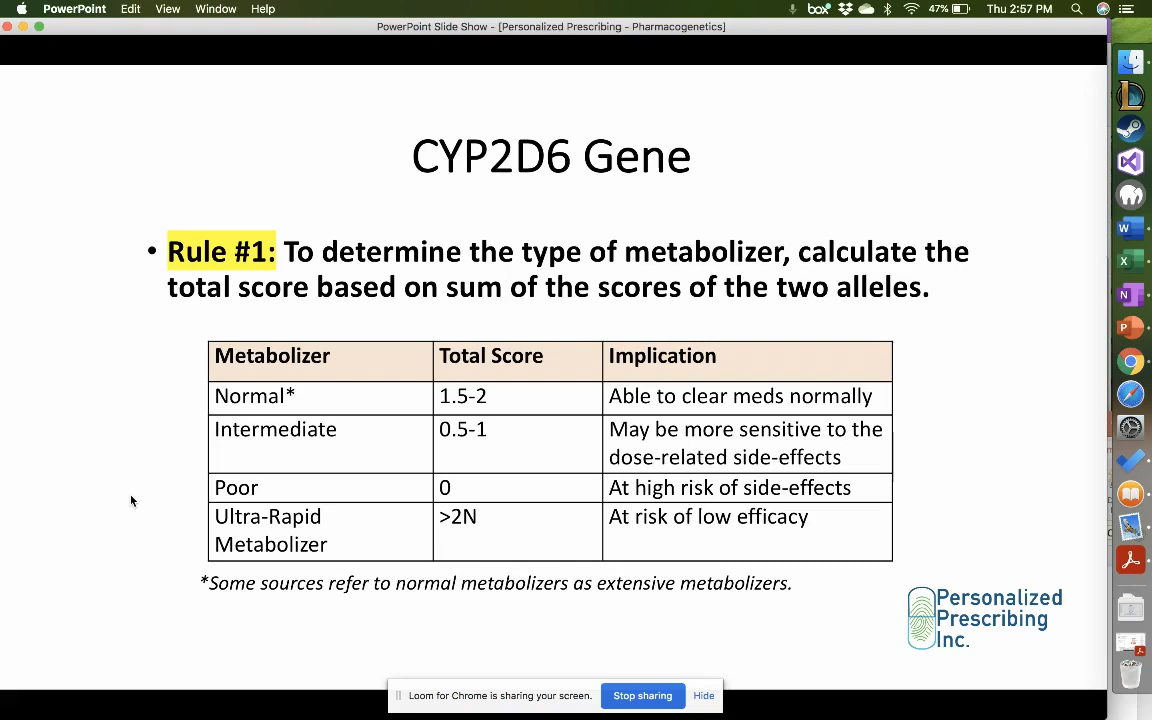 PowerPoint Edit View Window Help box 47% Thu 2:57 PM
PowerPoint Slide Show - [Personalized Prescribing - Pharmacogenetics]
CYP2D6 Gene
• Rule #1: To determine the type of metabolizer, calculate the
total score based on sum of the scores of the two alleles.
Metabolizer Total Score Implication
Normal* 1.5-2 Able to clear meds normally
Intermediate 0.5-1 May be more sensitive to the
dose-related side-effects
Poor 0 At high risk of side-effects
Ultra-Rapid >2N At risk of low efficacy
Metabolizer
*Some sources refer to normal metabolizers as extensive metabolizers.
Personalized
Prescribing
Inc.
Loom for Chrome is sharing your screen. Stop sharing Hide